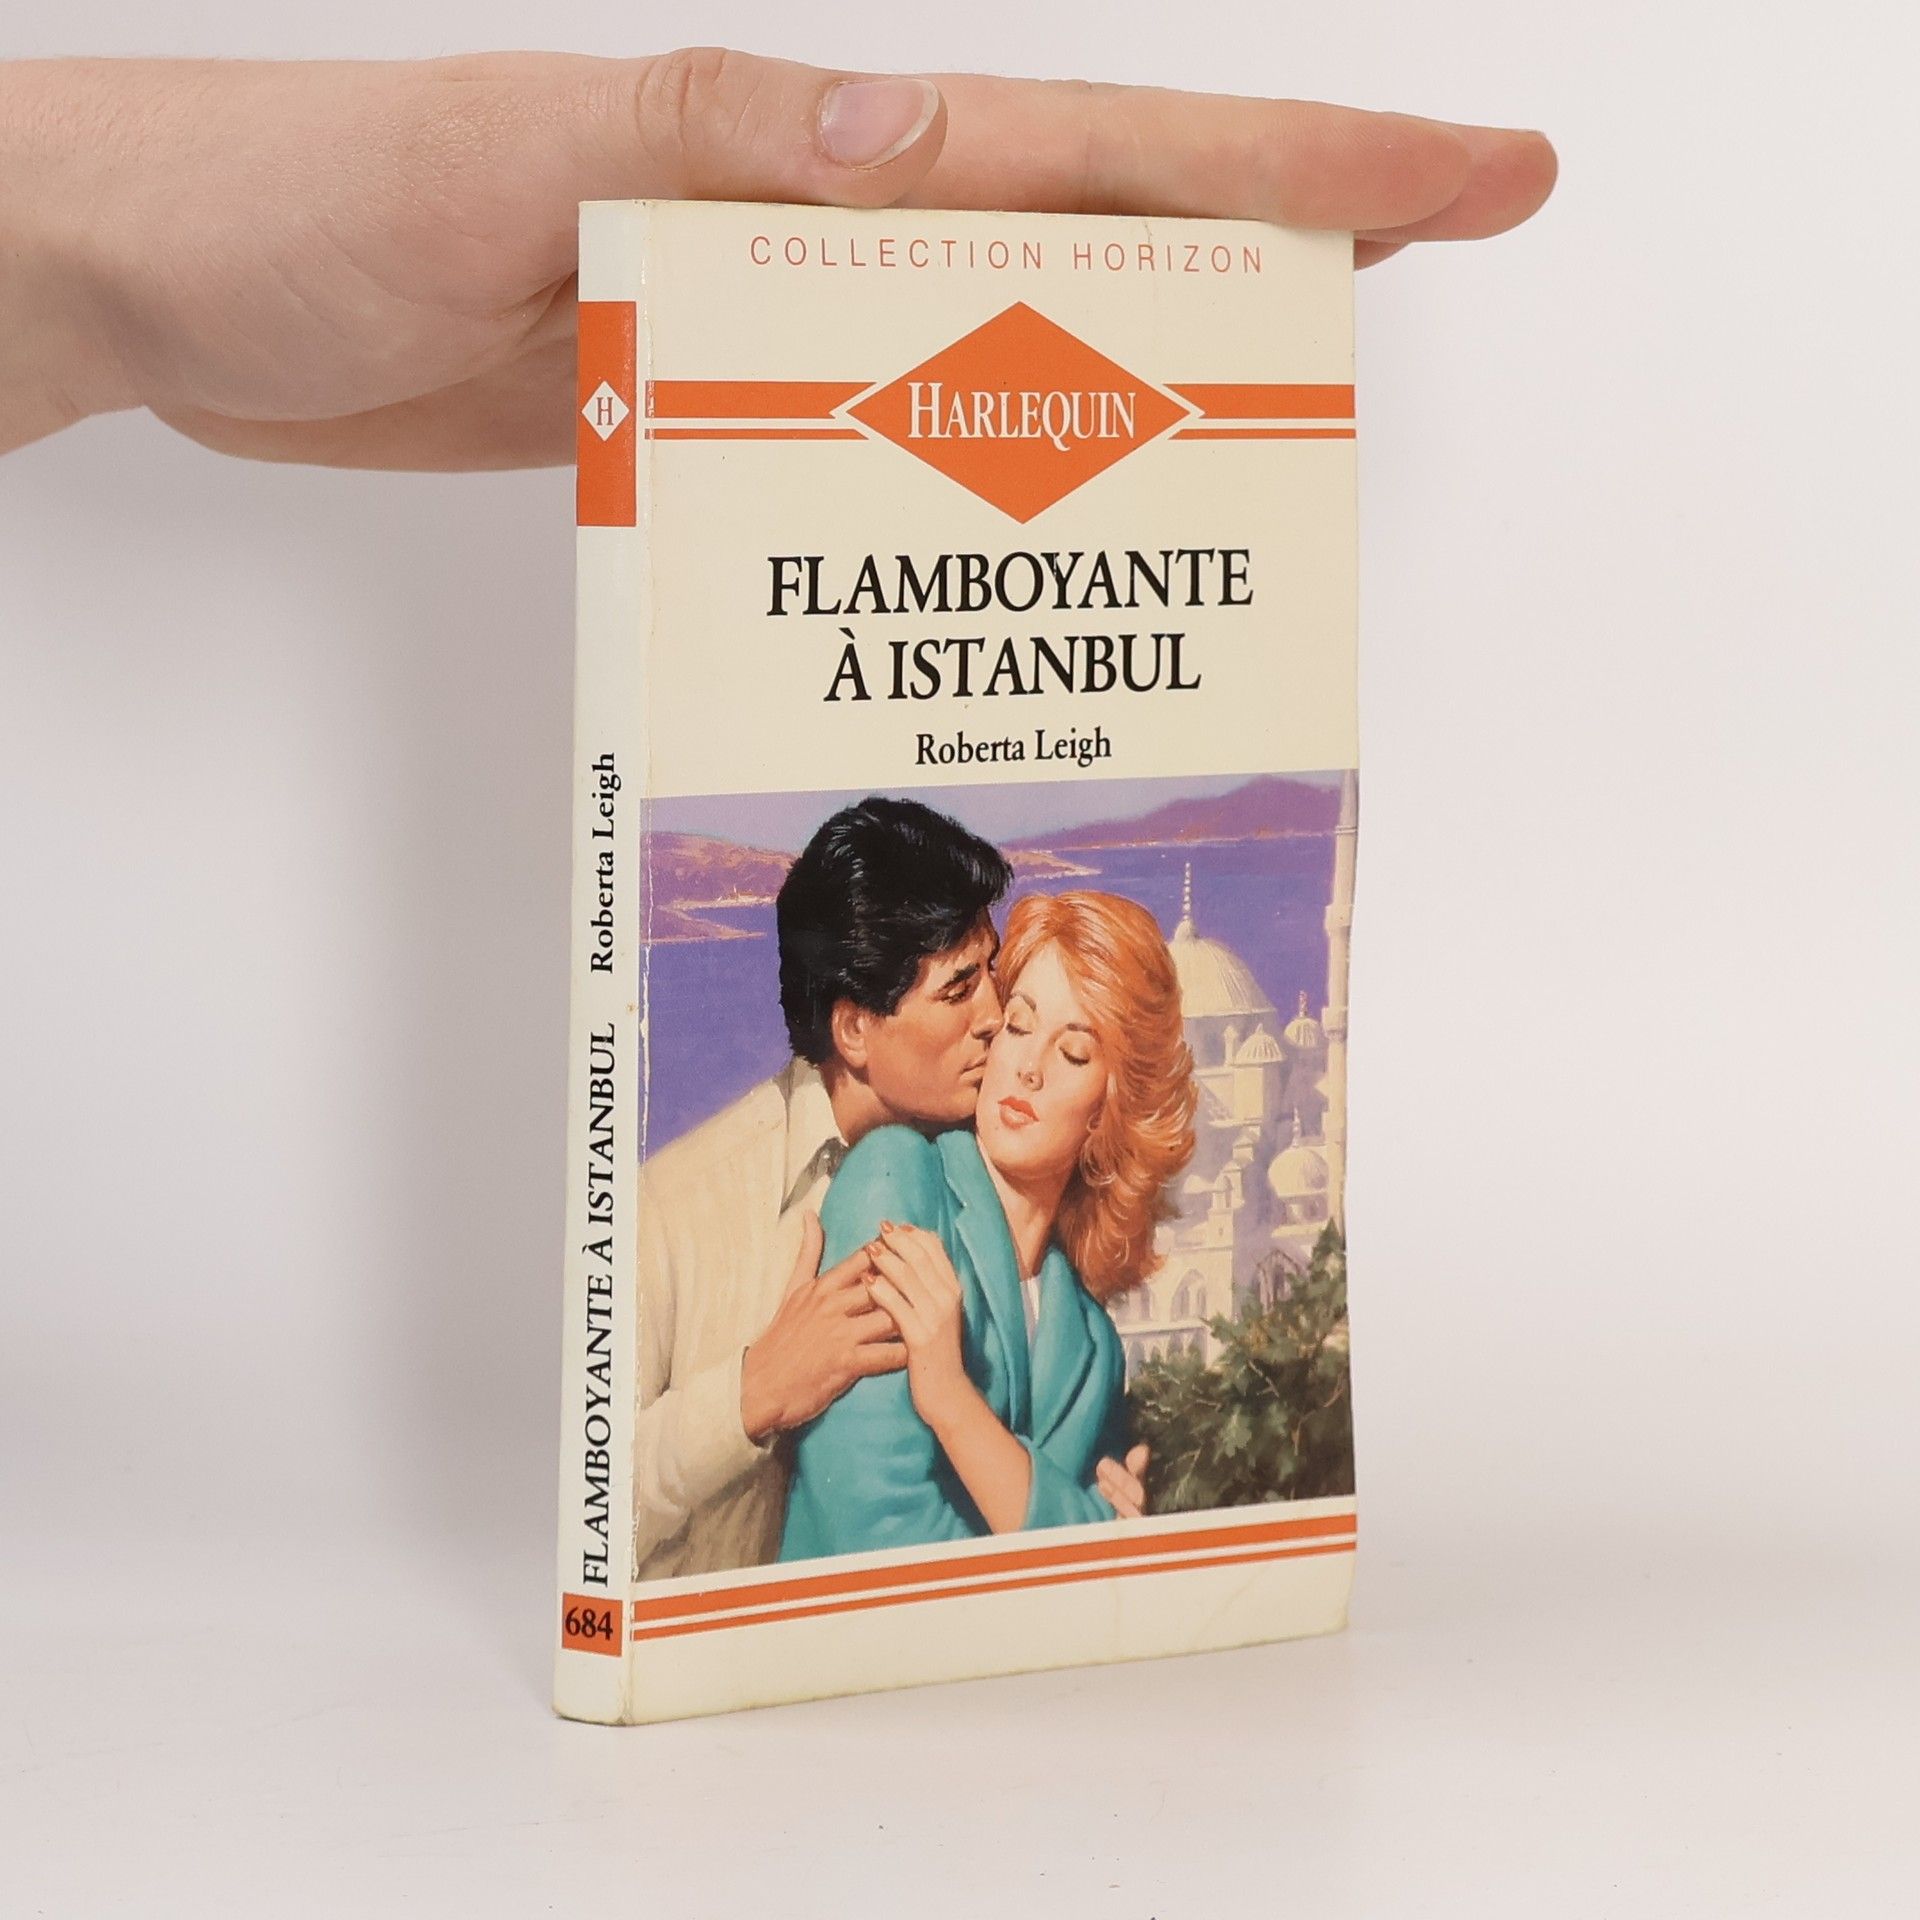 COLLECTION HORIZON
HARLEQUIN
FLAMBOYANTE
À ISTANBUL
Roberta Leigh
H
FLAMBOYANTE À ISTANBUL Roberta Leigh
684